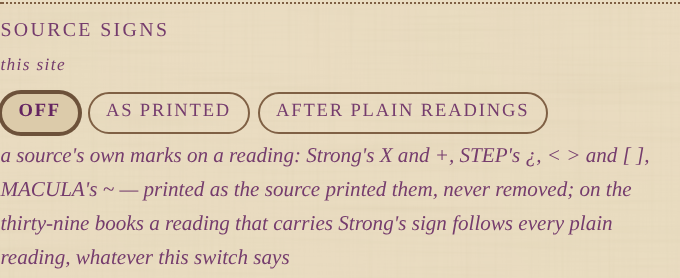 SOURCE SIGNS
this site
OFF AS PRINTED AFTER PLAIN READINGS
a source's own marks on a reading: Strong's X and +, STEP's ¿, < > and [ ],
MACULA's ~ — printed as the source printed them, never removed; on the
thirty-nine books a reading that carries Strong's sign follows every plain
reading, whatever this switch says